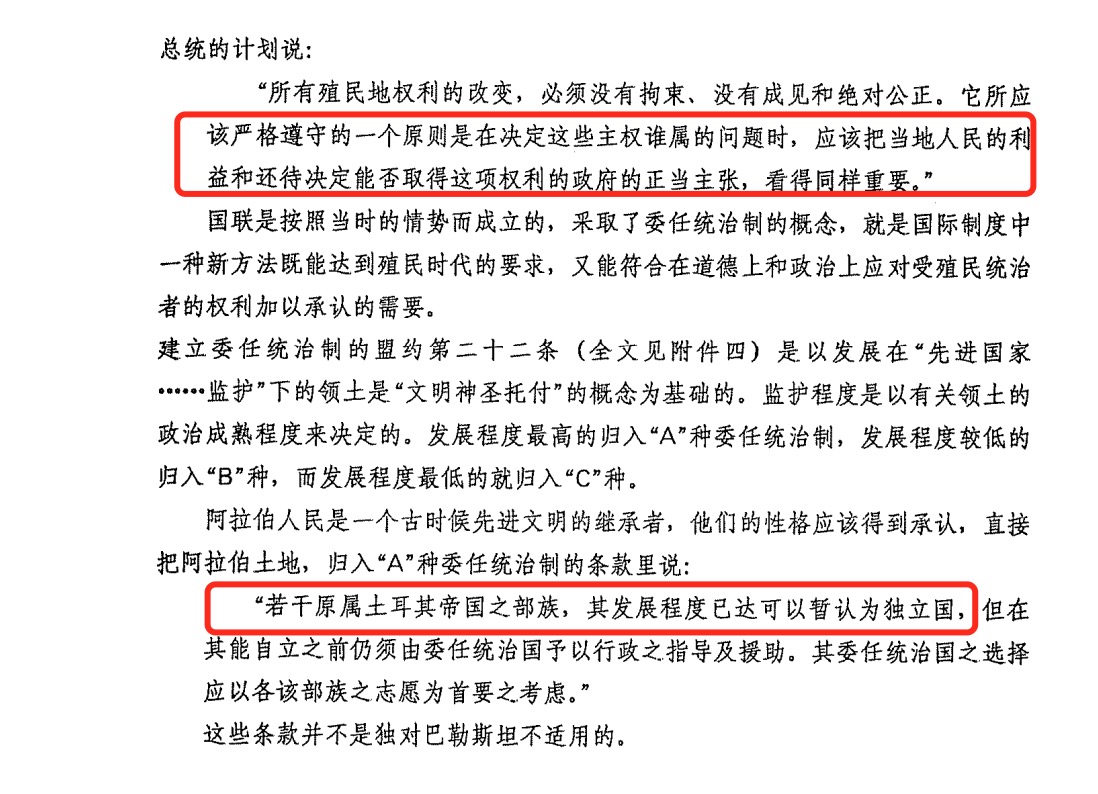 总统的计划说:
“所有殖民地权利的改变，必须没有拘束、没有成见和绝对公正。它所应
该严格遵守的一个原则是在决定这些主权谁属的问题时，应该把当地人民的利
益和还待决定能否取得这项权利的政府的正当主张，看得同样重要。”
国联是按照当时的情势而成立的，采取了委任统治制的概念，就是国际制度中
一种新方法既能达到殖民时代的要求，又能符合在道德上和政治上应对受殖民统治
者的权利加以承认的需要。
建立委任统治制的盟约第二十二条（全文见附件四）是以发展在“先进国家
……监护”下的领土是“文明神圣托付”的概念为基础的。监护程度是以有关领土的
政治成熟程度来决定的。发展程度最高的归入“A”种委任统治制，发展程度较低的
归入“B”种，而发展程度最低的就归入“C”种。
阿拉伯人民是一个古时候先进文明的继承者，他们的性格应该得到承认，直接
把阿拉伯土地，归入“A”种委任统治制的条款里说:
“若干原属土耳其帝国之部族，其发展程度已达可以暂认为独立国，但在
其能自立之前仍须由委任统治国予以行政之指导及援助。其委任统治国之选择
应以各该部族之志愿为首要之考虑。”
这些条款并不是独对巴勒斯坦不适用的。